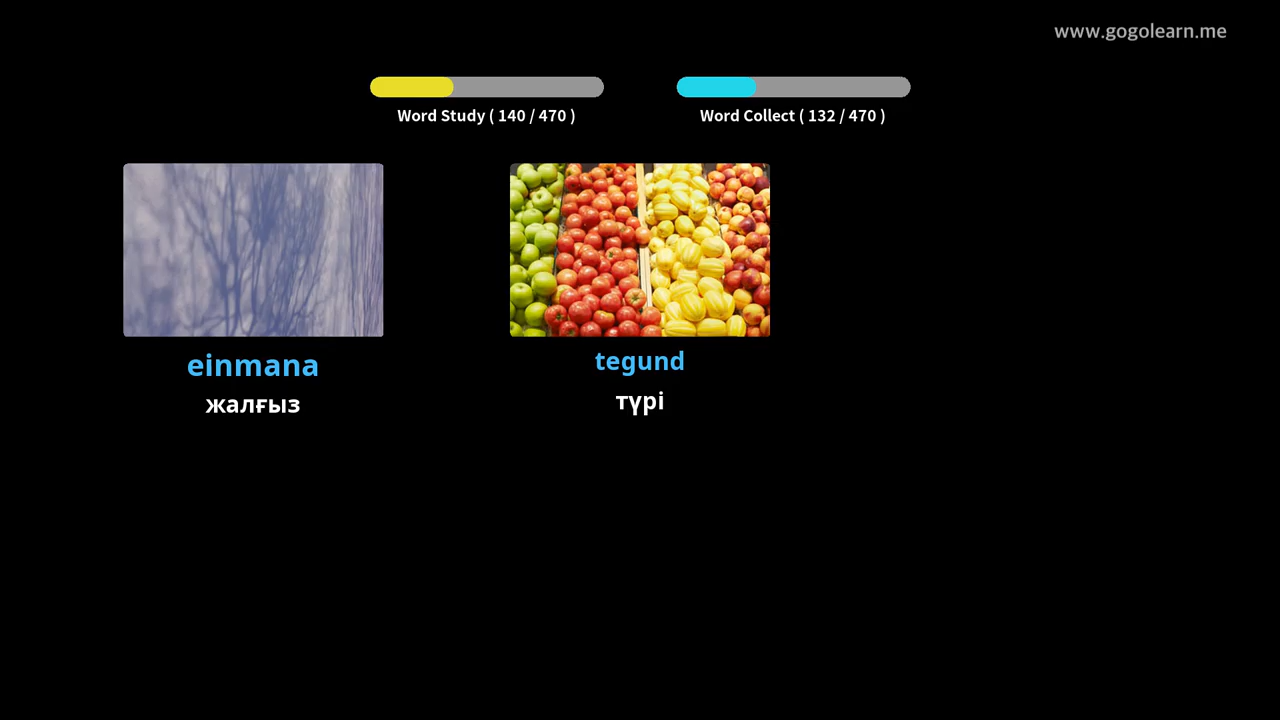 www.gogolearn.me
Word Study ( 140 / 470 )
Word Collect ( 132 / 470 )
einmana
жалғыз
tegund
түрі